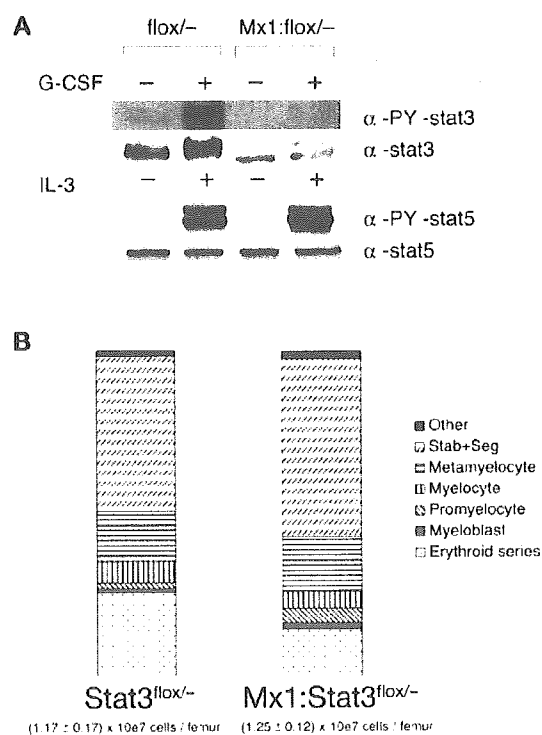 A
flox/– Mx1:flox/–
G-CSF – + – +
α -PY -stat3
α -stat3
IL-3 – + – +
α -PY -stat5
α -stat5
B
Other
Stab+Seg
Metamyelocyte
Myelocyte
Promyelocyte
Myeloblast
Erythroid series
Stat3flox/– Mx1:Stat3flox/–
(1.17 ± 0.17) x 10e7 cells / femur (1.25 ± 0.12) x 10e7 cells / femur